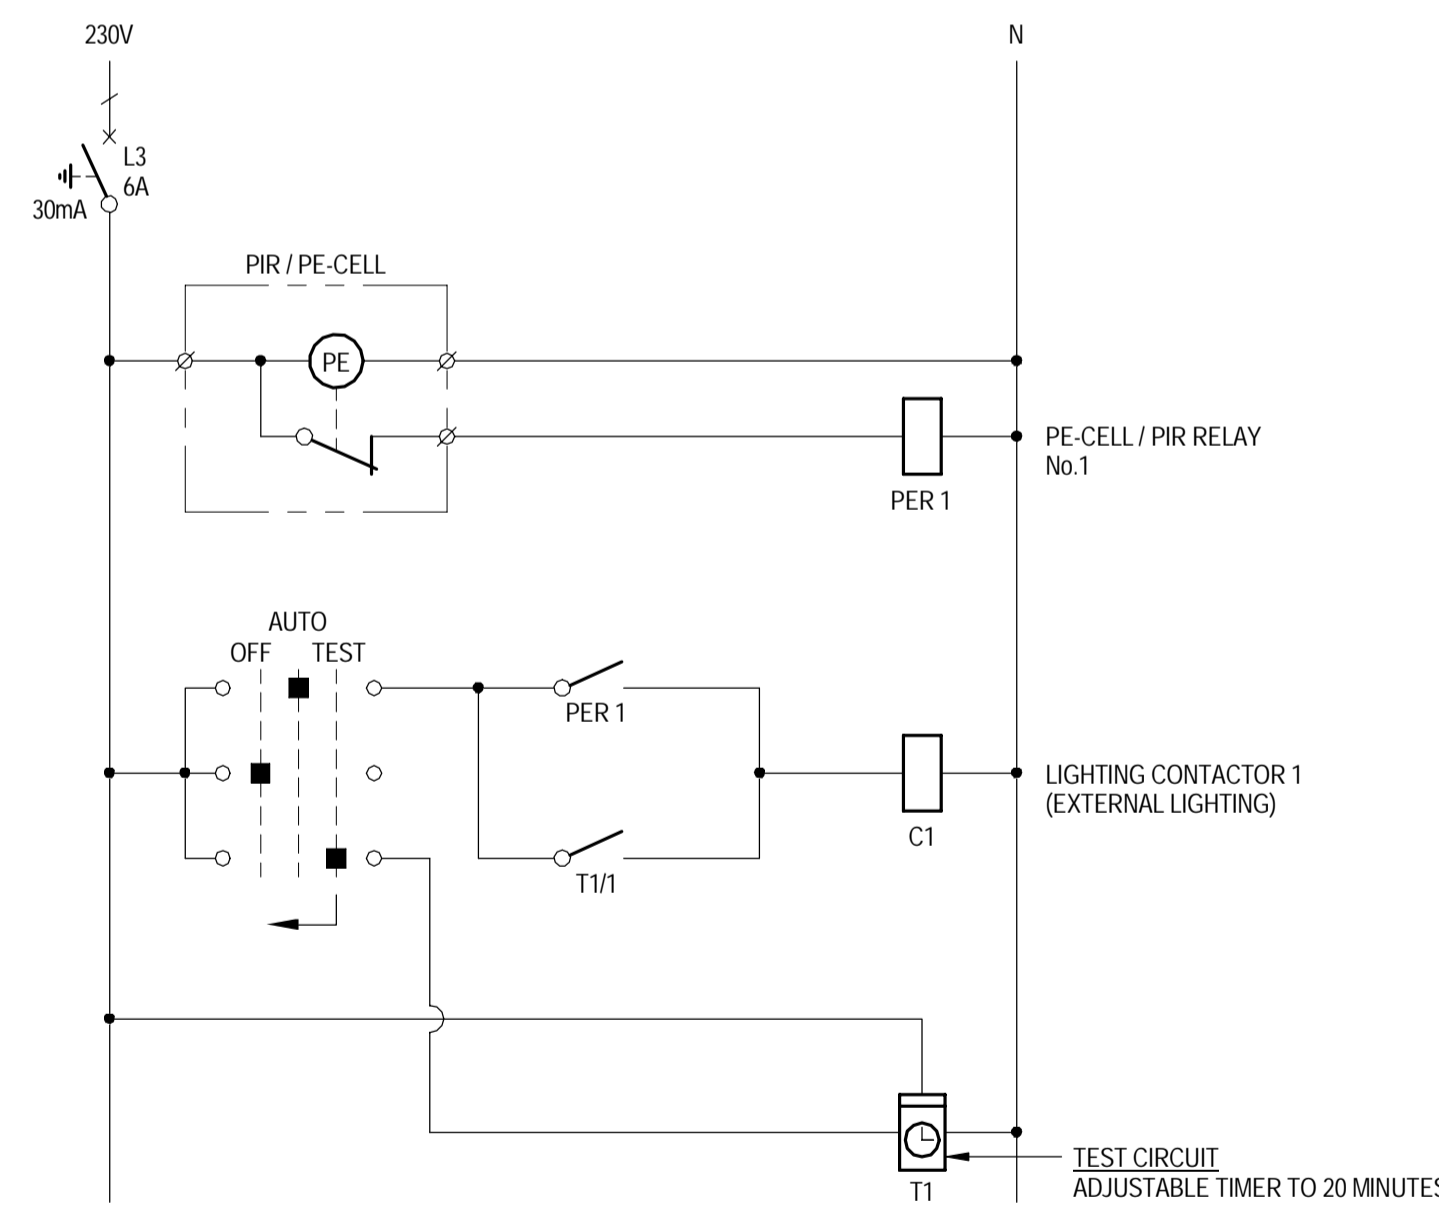 230V
N
L3
6A
30mA
PIR / PE-CELL
PE
PE-CELL / PIR RELAY
No.1
PER 1
AUTO
OFF
TEST
PER 1
LIGHTING CONTACTOR 1
(EXTERNAL LIGHTING)
C1
T1/1
TEST CIRCUIT
ADJUSTABLE TIMER TO 20 MINUTES
T1